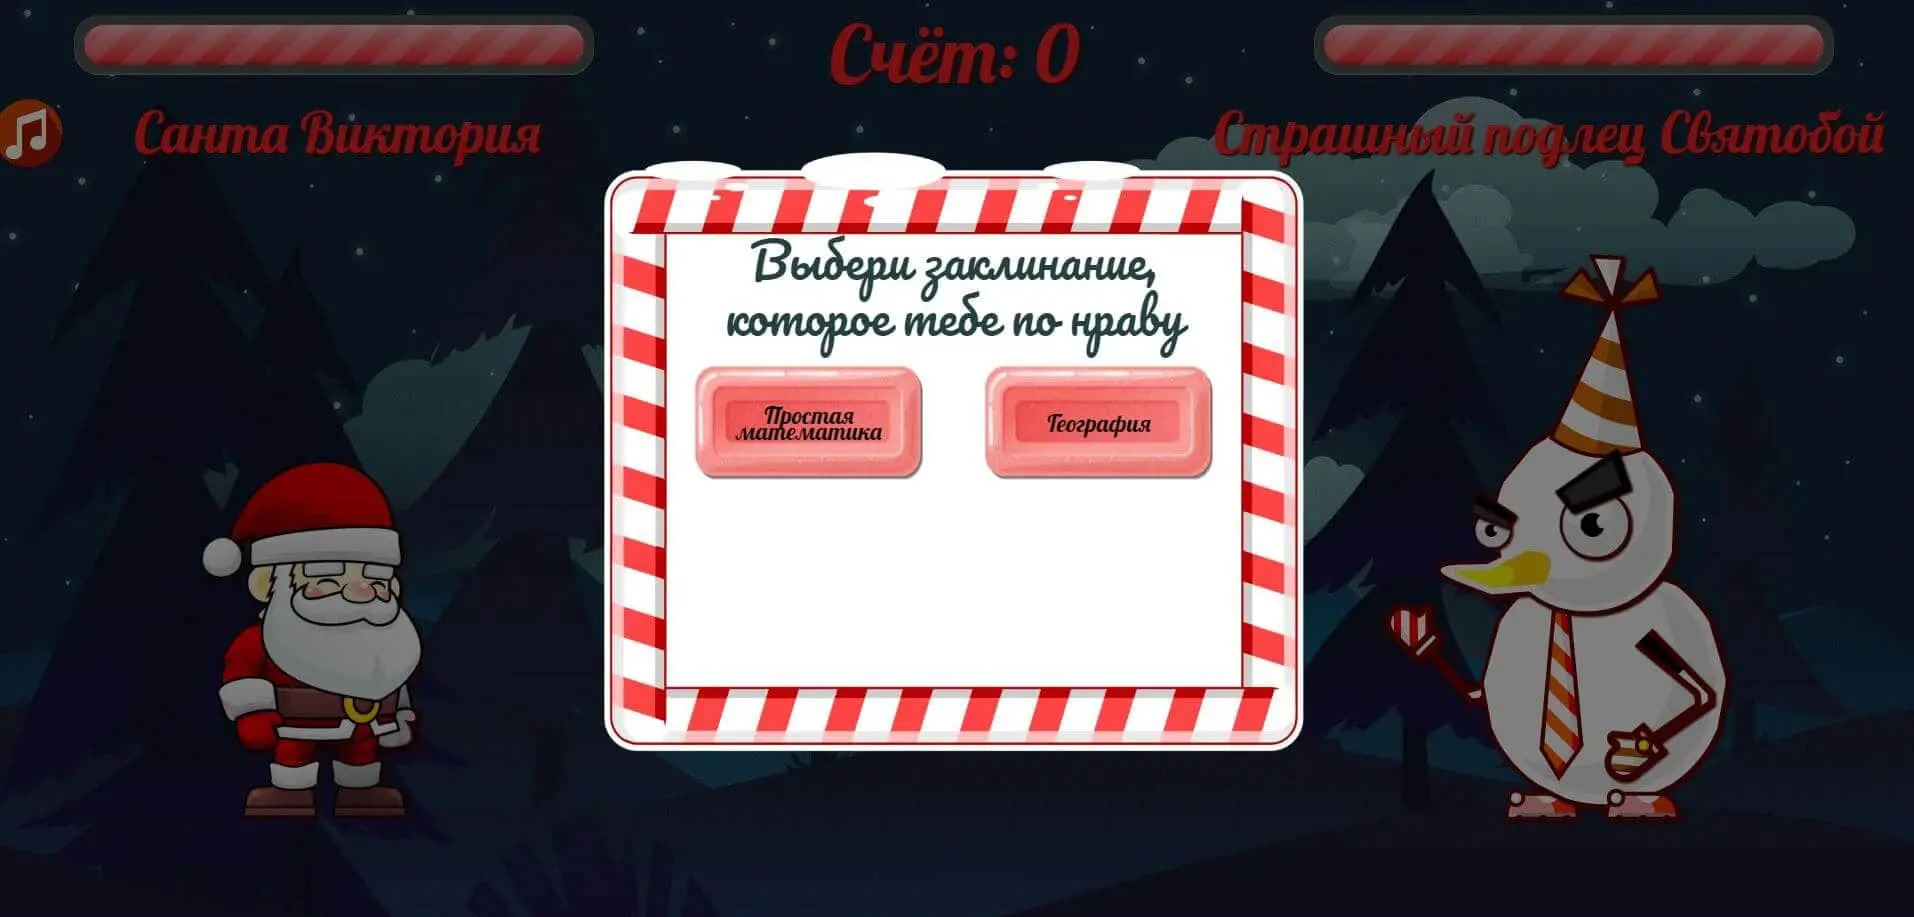 Счёт: 0
Санта Виктория
Страшный подлец Святобой
Выбери заклинание,
которое тебе по нраву
Простая
математика
География